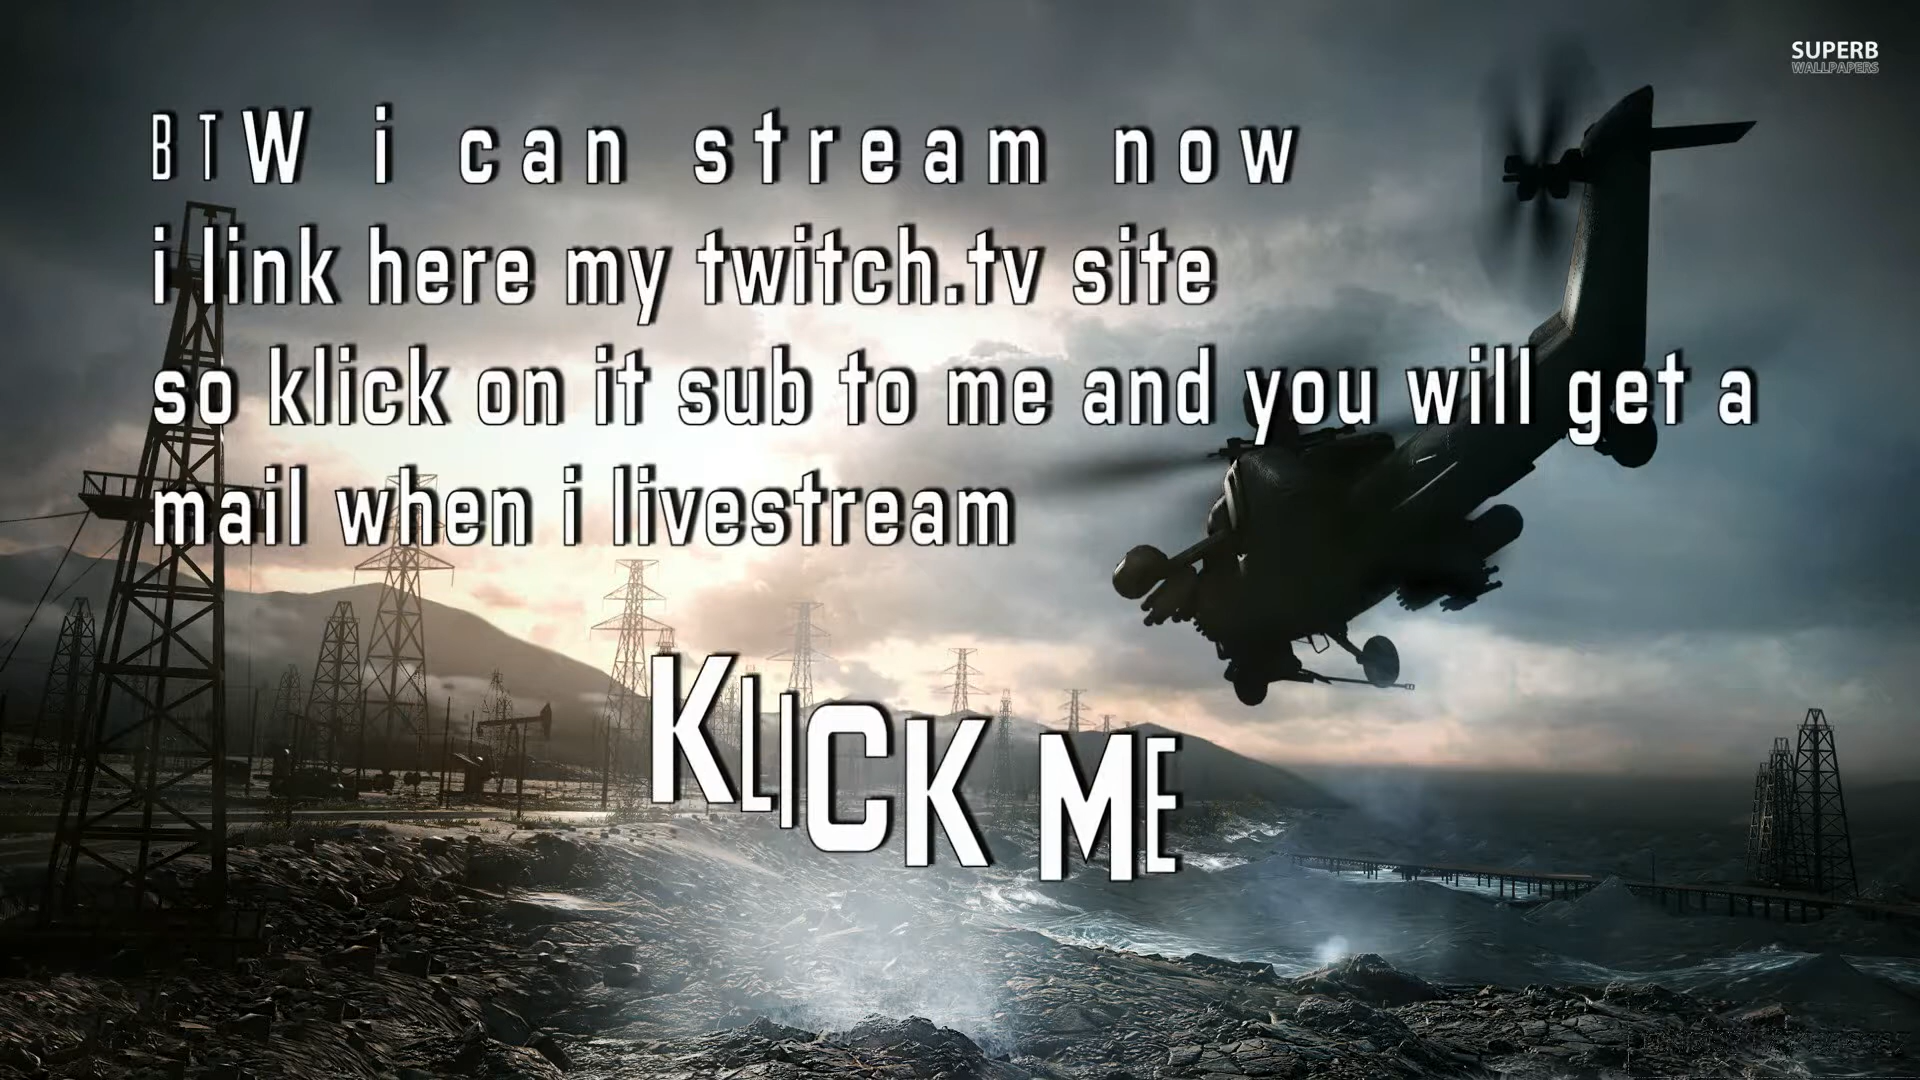 SUPERB
WALLPAPERS
BTW i can stream now
i link here my twitch.tv site
so klick on it sub to me and you will get a
mail when i livestream
KLICK ME